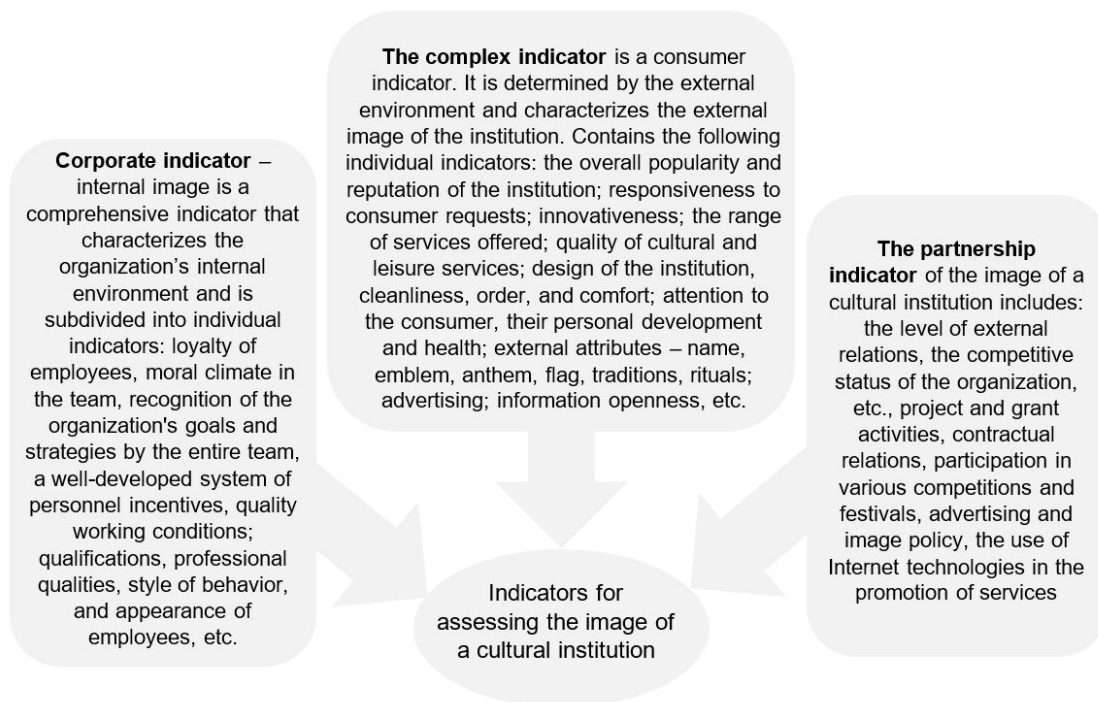 The complex indicator is a consumer
indicator. It is determined by the external
environment and characterizes the external
image of the institution. Contains the following
individual indicators: the overall popularity and
reputation of the institution; responsiveness to
consumer requests; innovativeness; the range
of services offered; quality of cultural and
leisure services; design of the institution,
cleanliness, order, and comfort; attention to
the consumer, their personal development
and health; external attributes – name,
emblem, anthem, flag, traditions, rituals;
advertising; information openness, etc.
Corporate indicator –
internal image is a
comprehensive indicator that
characterizes the
organization’s internal
environment and is
subdivided into individual
indicators: loyalty of
employees, moral climate in
the team, recognition of the
organization's goals and
strategies by the entire team,
a well-developed system of
personnel incentives, quality
working conditions;
qualifications, professional
qualities, style of behavior,
and appearance of
employees, etc.
The partnership
indicator of the image of a
cultural institution includes:
the level of external
relations, the competitive
status of the organization,
etc., project and grant
activities, contractual
relations, participation in
various competitions and
festivals, advertising and
image policy, the use of
Internet technologies in the
promotion of services
Indicators for
assessing the image of
a cultural institution